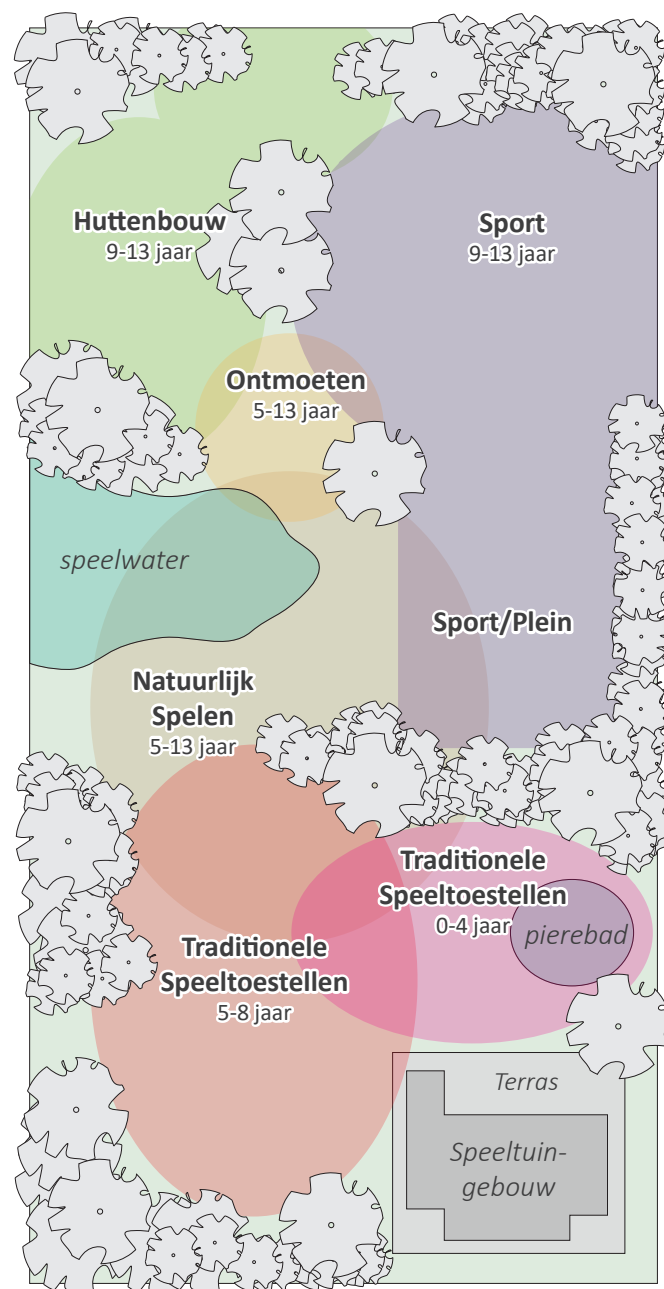 Huttenbouw
9-13 jaar
Sport
9-13 jaar
Ontmoeten
5-13 jaar
speelwater
Sport/Plein
Natuurlijk
Spelen
5-13 jaar
Traditionele
Speeltoestellen
0-4 jaar
pierebad
Traditionele
Speeltoestellen
5-8 jaar
Terras
Speeltuin-
gebouw